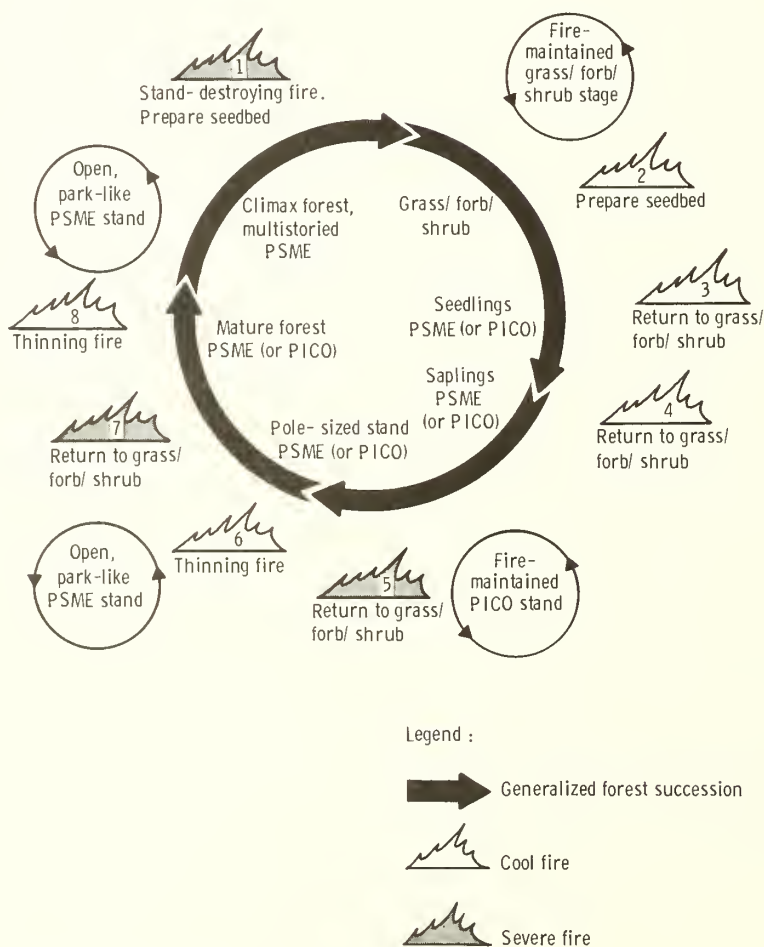 1
Stand- destroying fire.
Prepare seedbed
Fire-
maintained
grass/ forb/
shrub stage
2
Prepare seedbed
3
Return to grass/
forb/ shrub
4
Return to grass/
forb/ shrub
Fire-
maintained
PICO stand
5
Return to grass/
forb/ shrub
6
Thinning fire
Open,
park-like
PSME stand
7
Return to grass/
forb/ shrub
8
Thinning fire
Open,
park-like
PSME stand
Climax forest,
multistoried
PSME
Grass/ forb/
shrub
Seedlings
PSME (or PICO)
Saplings
PSME
(or PICO)
Pole- sized stand
PSME (or PICO)
Mature forest
PSME (or PICO)
Legend :
Generalized forest succession
Cool fire
Severe fire